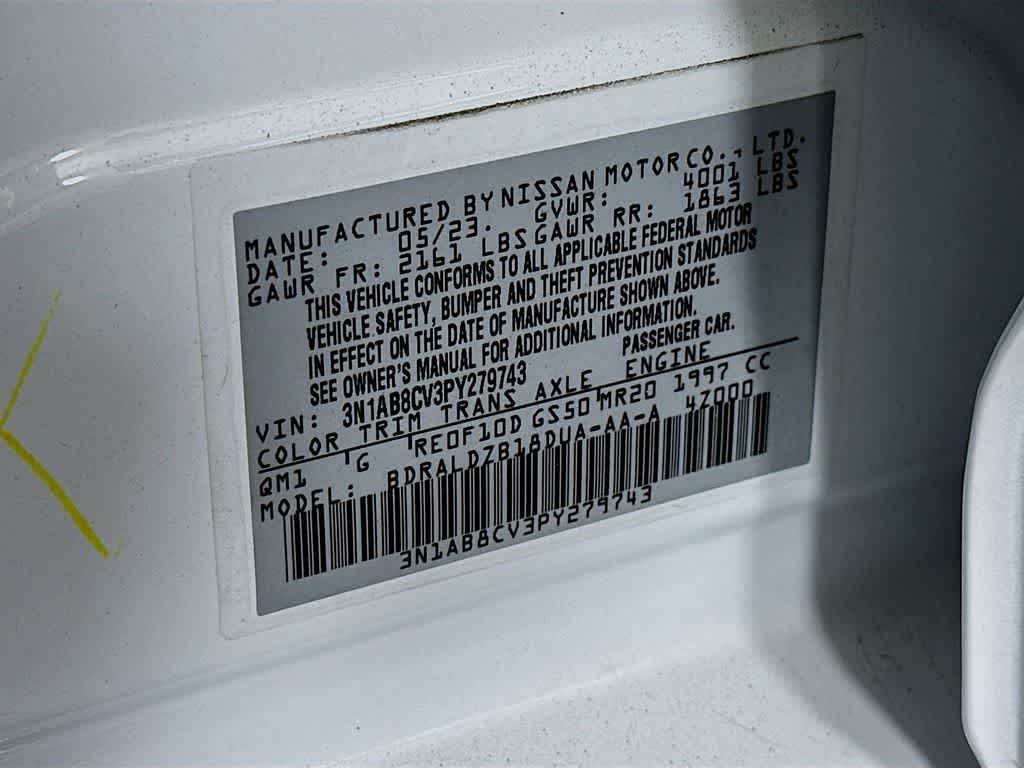 MANUFACTURED BY NISSAN MOTOR CO., LTD.
DATE: 05/23. GVWR: 4001 LBS
GAWR FR: 2161 LBS GAWR RR: 1863 LBS
THIS VEHICLE CONFORMS TO ALL APPLICABLE FEDERAL MOTOR
VEHICLE SAFETY, BUMPER AND THEFT PREVENTION STANDARDS
IN EFFECT ON THE DATE OF MANUFACTURE SHOWN ABOVE.
SEE OWNER'S MANUAL FOR ADDITIONAL INFORMATION.
VIN: 3N1AB8CV3PY279743 PASSENGER CAR.
COLOR TRIM TRANS AXLE ENGINE
QM1 G RE0F10D GS50 MR20 1997 CC
MODEL: BDRALDZB18DUA-AA-A 47000
3N1AB8CV3PY279743